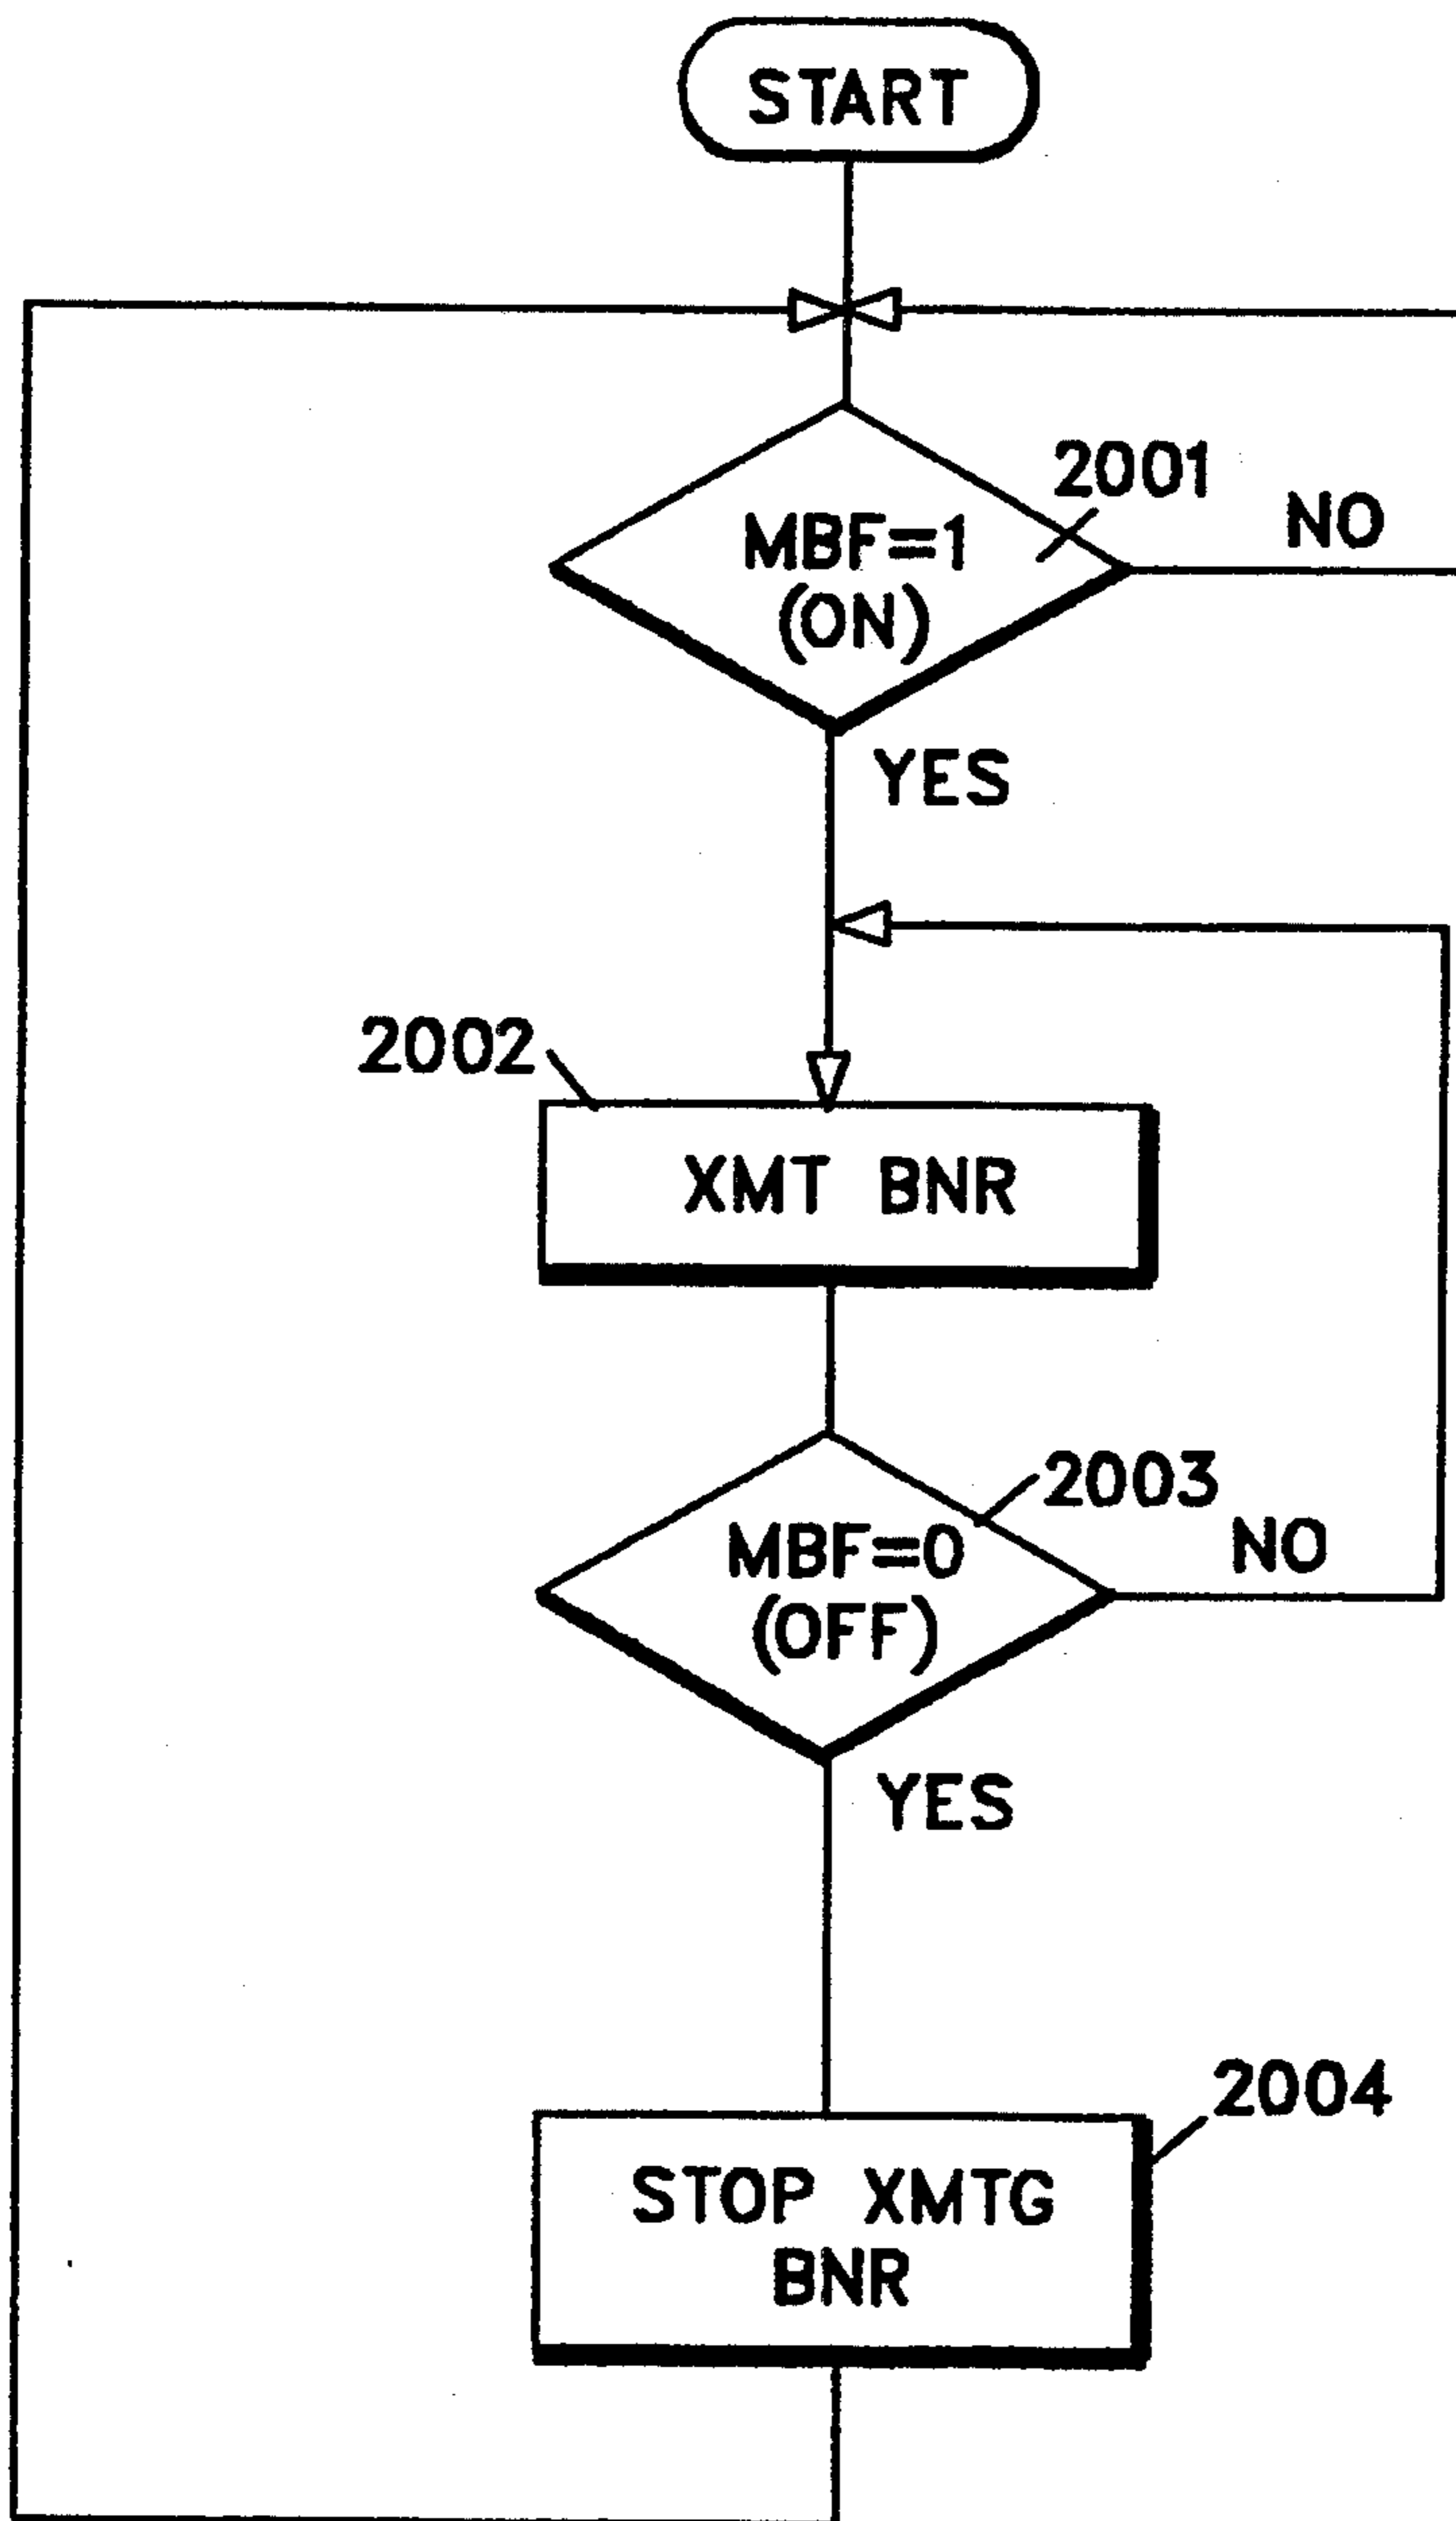 START
2001
NO
MBF=1
(ON)
YES
2002
XMT BNR
2003
NO
MBF=0
(OFF)
YES
2004
STOP XMTG
BNR